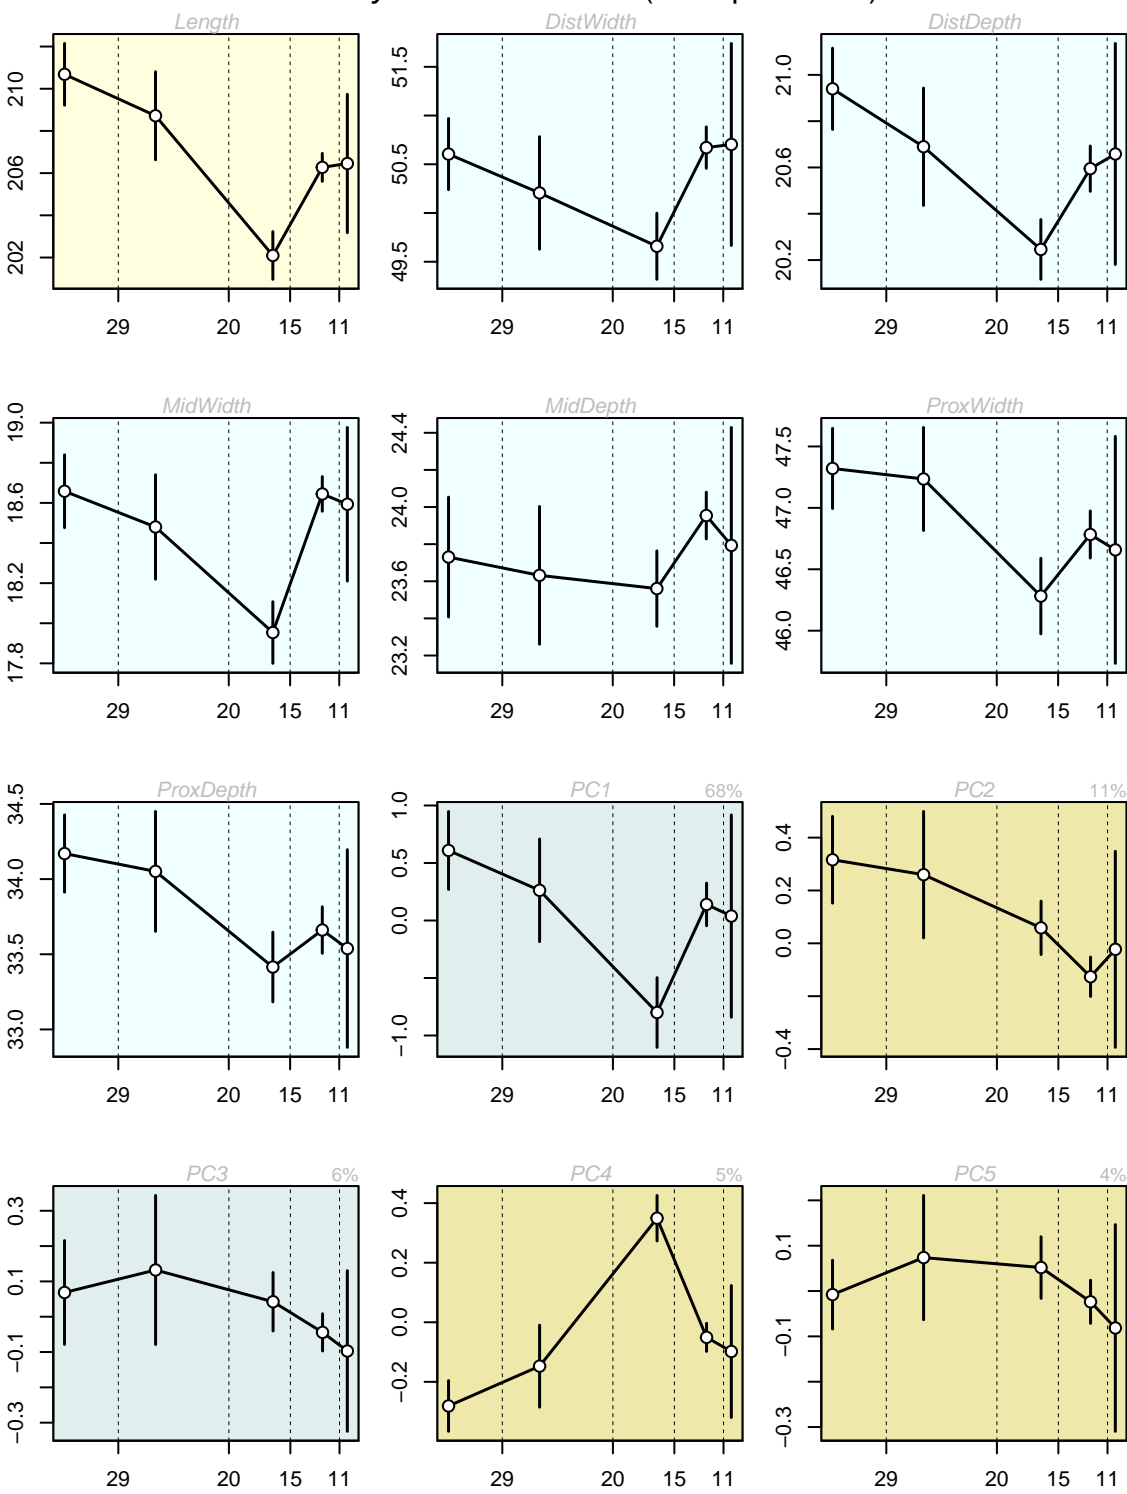 Length DistWidth DistDepth
202 206 210
49.5 50.5 51.5
20.2 20.6 21.0
29 20 15 11 29 20 15 11 29 20 15 11
MidWidth MidDepth ProxWidth
17.8 18.2 18.6 19.0
23.2 23.6 24.0 24.4
46.0 46.5 47.0 47.5
29 20 15 11 29 20 15 11 29 20 15 11
ProxDepth PC1 68% PC2 11%
33.0 33.5 34.0 34.5
−1.0 0.0 0.5 1.0
−0.4 0.0 0.2 0.4
29 20 15 11 29 20 15 11 29 20 15 11
PC3 6% PC4 5% PC5 4%
−0.3 −0.1 0.1 0.3
−0.2 0.0 0.2 0.4
−0.3 −0.1 0.1
29 20 15 11 29 20 15 11 29 20 15 11